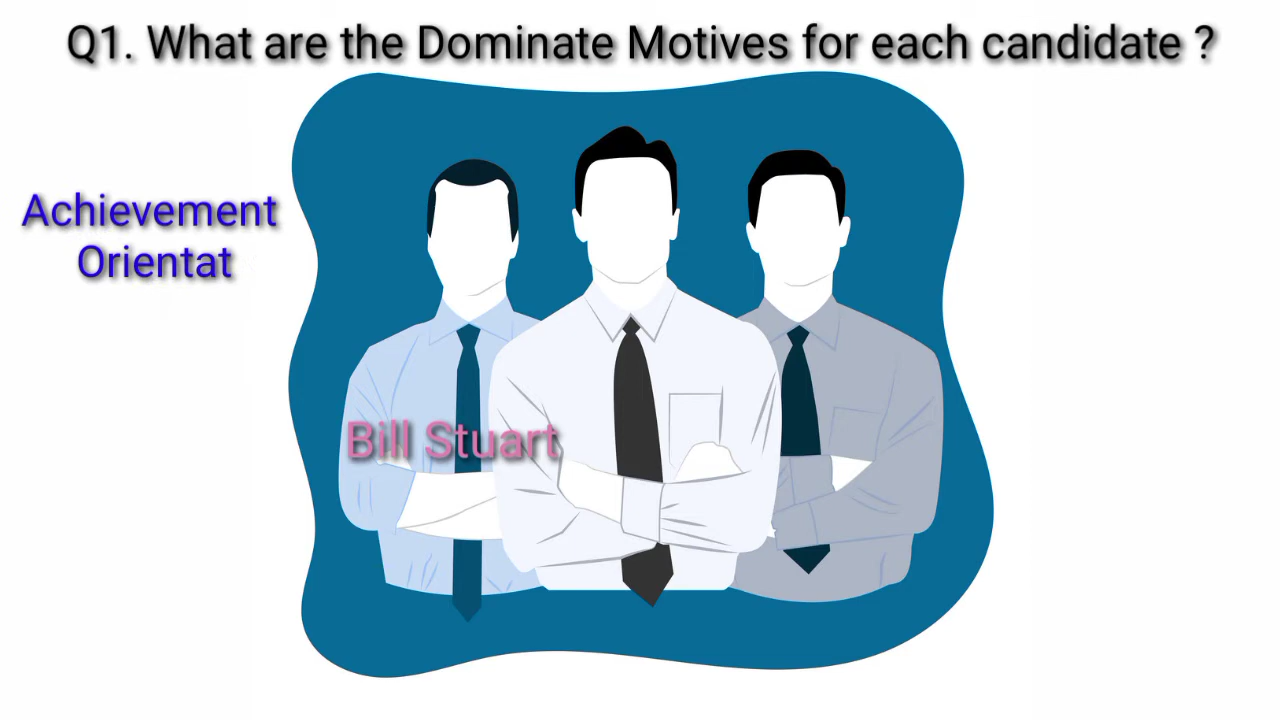 Q1. What are the Dominate Motives for each candidate ?
Achievement
Orientat
Bill Stuart